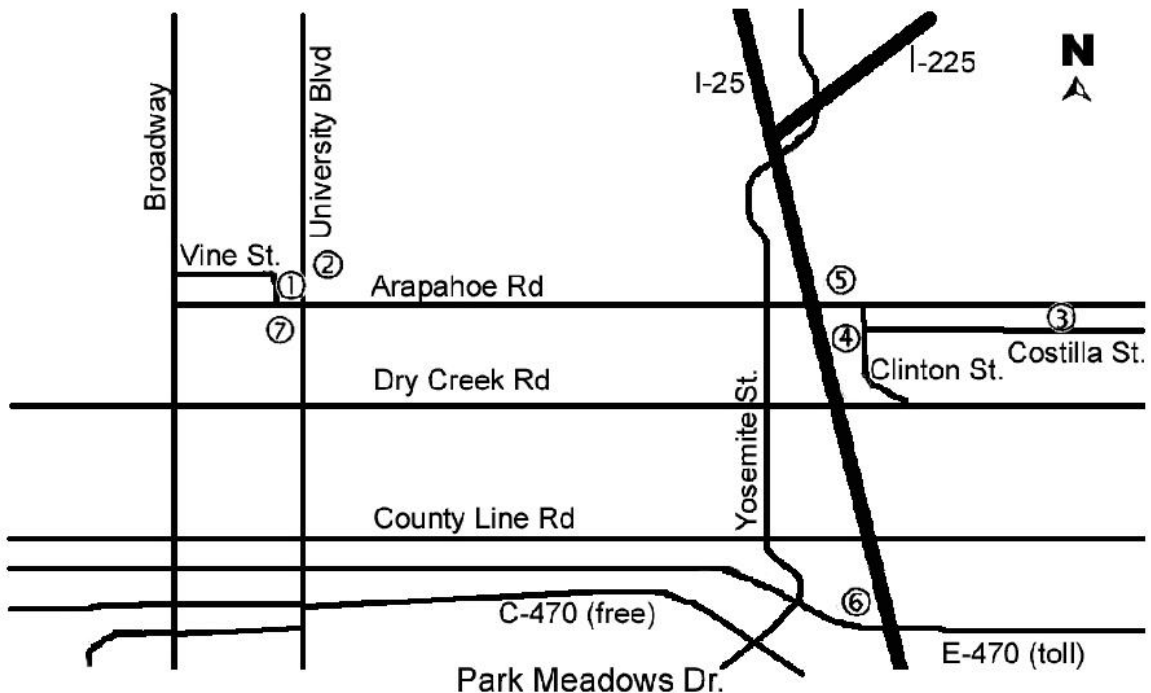 N
I-225
I-25
Broadway
University Blvd
Vine St.
②
①
Arapahoe Rd
⑤
③
⑦
④
Costilla St.
Clinton St.
Dry Creek Rd
Yosemite St.
County Line Rd
⑥
C-470 (free)
E-470 (toll)
Park Meadows Dr.